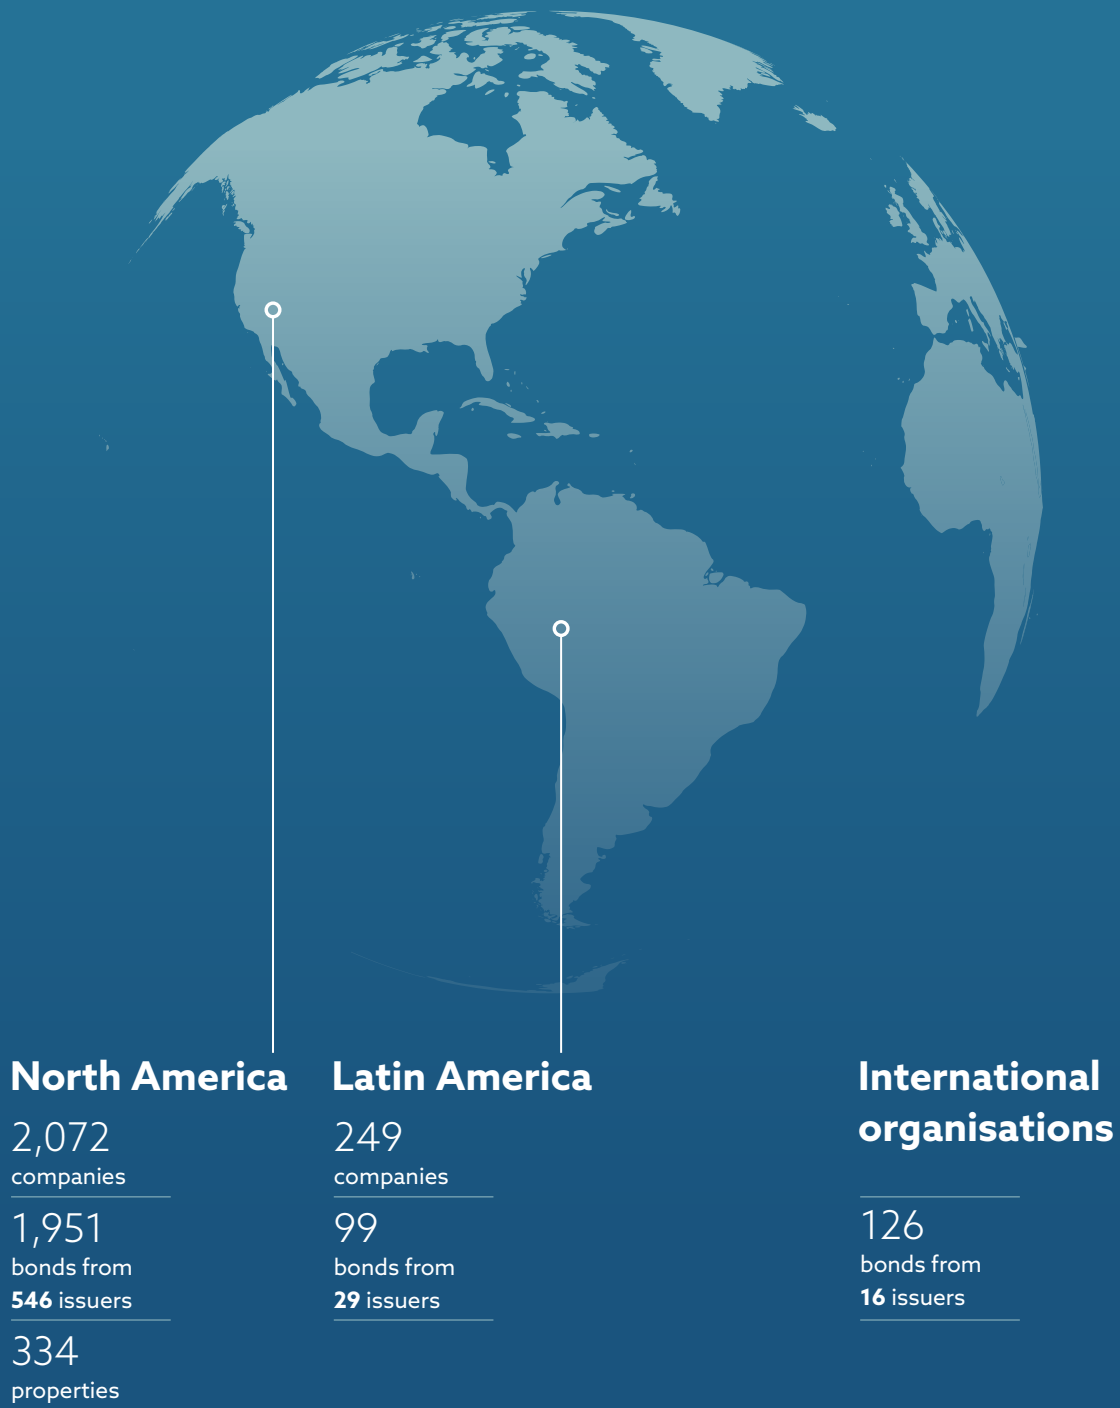 North America
2,072
companies
1,951
bonds from
546 issuers
334
properties
Latin America
249
companies
99
bonds from
29 issuers
International
organisations
126
bonds from
16 issuers